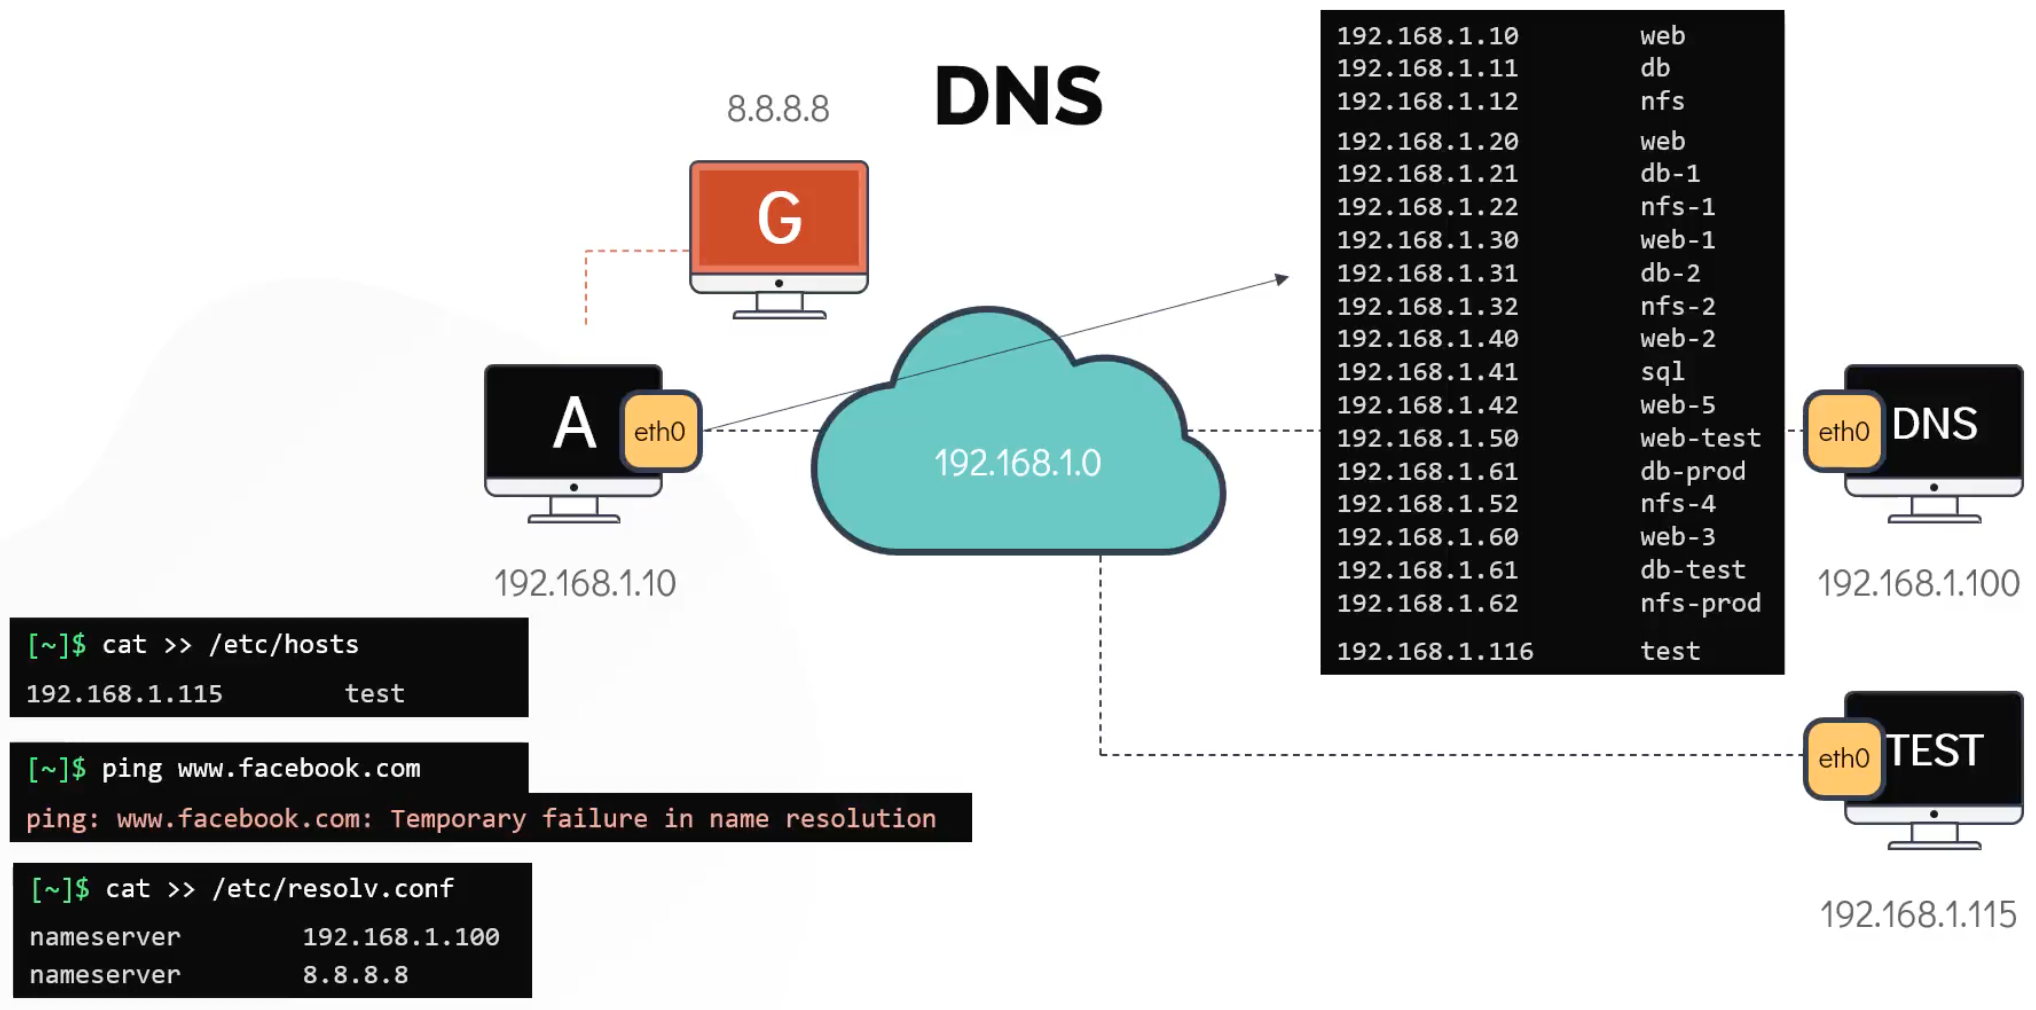 DNS
8.8.8.8
G
A
eth0
192.168.1.10
192.168.1.0
192.168.1.10 web
192.168.1.11 db
192.168.1.12 nfs
192.168.1.20 web
192.168.1.21 db-1
192.168.1.22 nfs-1
192.168.1.30 web-1
192.168.1.31 db-2
192.168.1.32 nfs-2
192.168.1.40 web-2
192.168.1.41 sql
192.168.1.42 web-5
192.168.1.50 web-test
192.168.1.61 db-prod
192.168.1.52 nfs-4
192.168.1.60 web-3
192.168.1.61 db-test
192.168.1.62 nfs-prod
192.168.1.116 test
eth0
DNS
192.168.1.100
[~]$ cat >> /etc/hosts
192.168.1.115 test
[~]$ ping www.facebook.com
ping: www.facebook.com: Temporary failure in name resolution
[~]$ cat >> /etc/resolv.conf
nameserver 192.168.1.100
nameserver 8.8.8.8
eth0
TEST
192.168.1.115